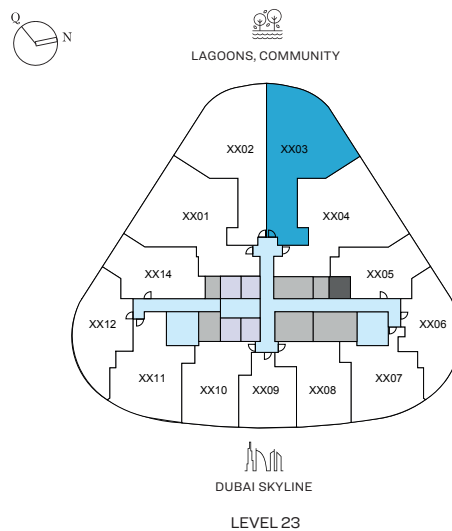 Q
N
LAGOONS, COMMUNITY
XX02
XX03
XX01
XX04
XX14
XX05
XX12
XX06
XX11
XX10
XX09
XX08
XX07
DUBAI SKYLINE
LEVEL 23